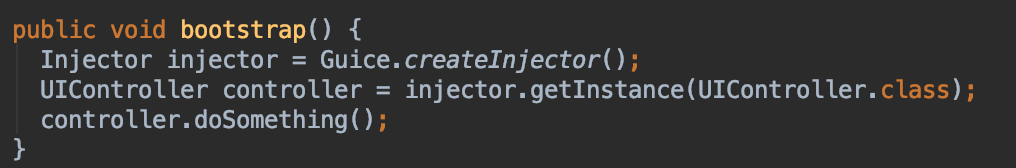 public void bootstrap() {
  Injector injector = Guice.createInjector();
  UIController controller = injector.getInstance(UIController.class);
  controller.doSomething();
}